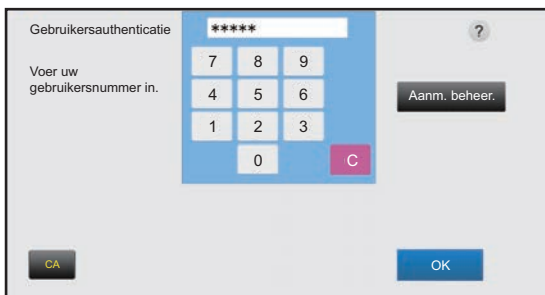 Gebruikersauthenticatie
*****
?
Voer uw
gebruikersnummer in.
7 8 9
4 5 6
1 2 3
0 C
Aanm. beheer.
CA
OK